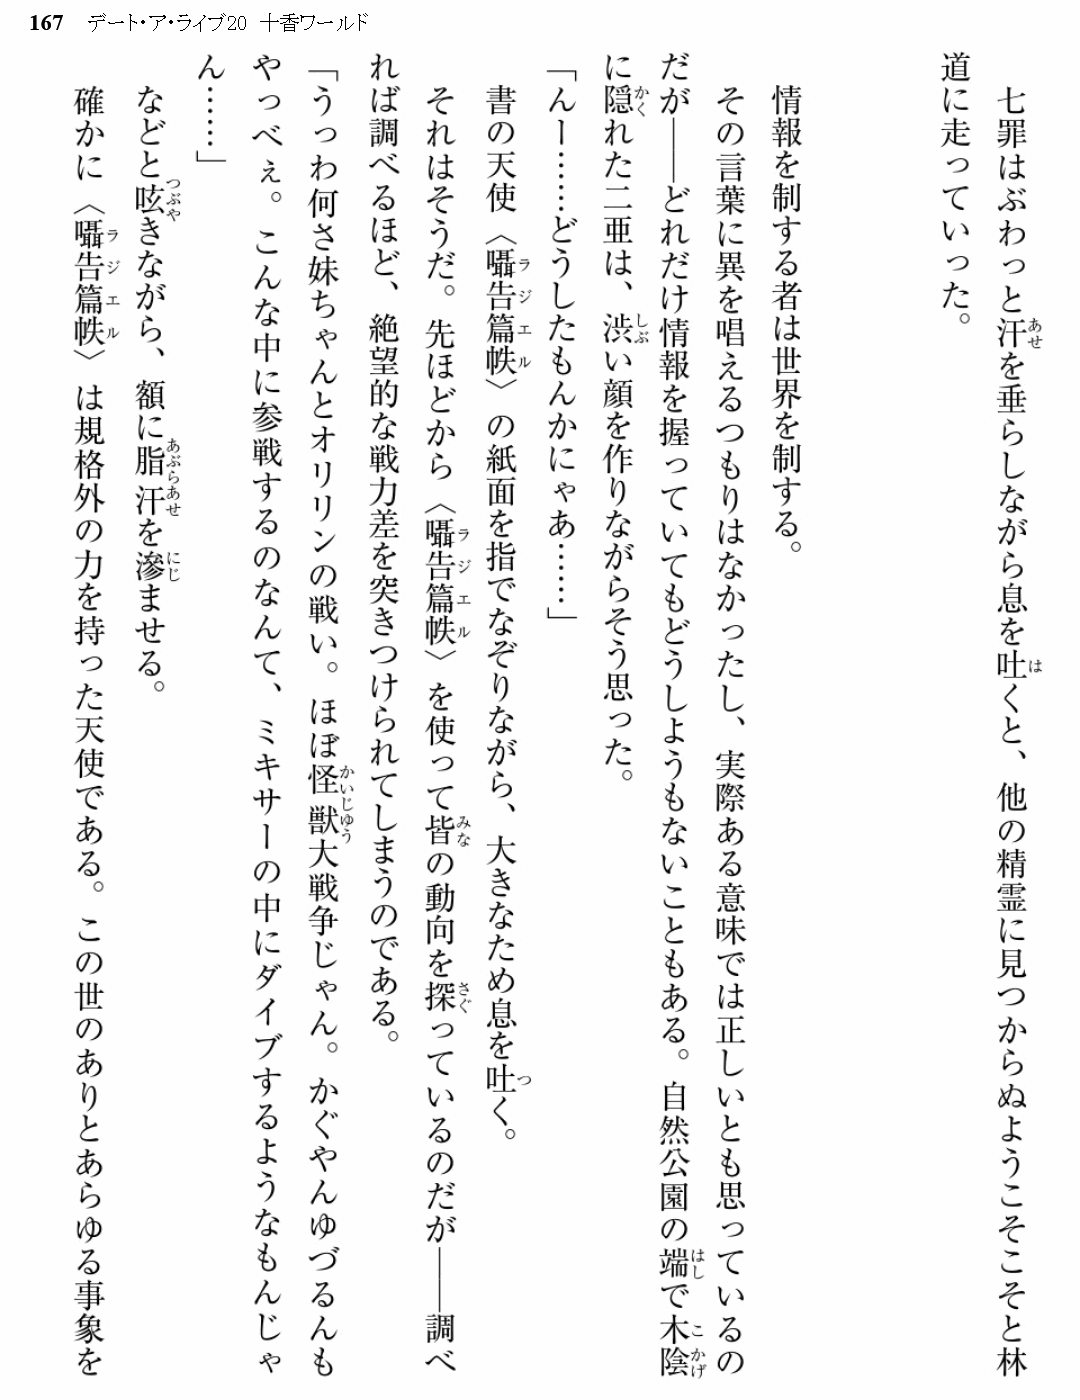 167 デート・ア・ライブ20 十香ワールド
七罪はぶわっと汗を垂らしながら息を吐くと、他の精霊に見つからぬようこそこそと林
道に走っていった。
情報を制する者は世界を制する。
その言葉に異を唱えるつもりはなかったし、実際ある意味では正しいとも思っているの
だが――どれだけ情報を握っていてもどうしようもないこともある。自然公園の端で木陰
に隠れた二亜は、渋い顔を作りながらそう思った。
「んー……どうしたもんかにゃあ……」
書の天使〈囁告篇帙〉の紙面を指でなぞりながら、大きなため息を吐く。
それはそうだ。先ほどから〈囁告篇帙〉を使って皆の動向を探っているのだが――調べ
れば調べるほど、絶望的な戦力差を突きつけられてしまうのである。
「うっわ何さ妹ちゃんとオリリンの戦い。ほぼ怪獣大戦争じゃん。かぐやんゆづるんも
やっべぇ。こんな中に参戦するのなんて、ミキサーの中にダイブするようなもんじゃ
ん……」
などと呟きながら、額に脂汗を滲ませる。
確かに〈囁告篇帙〉は規格外の力を持った天使である。この世のありとあらゆる事象を